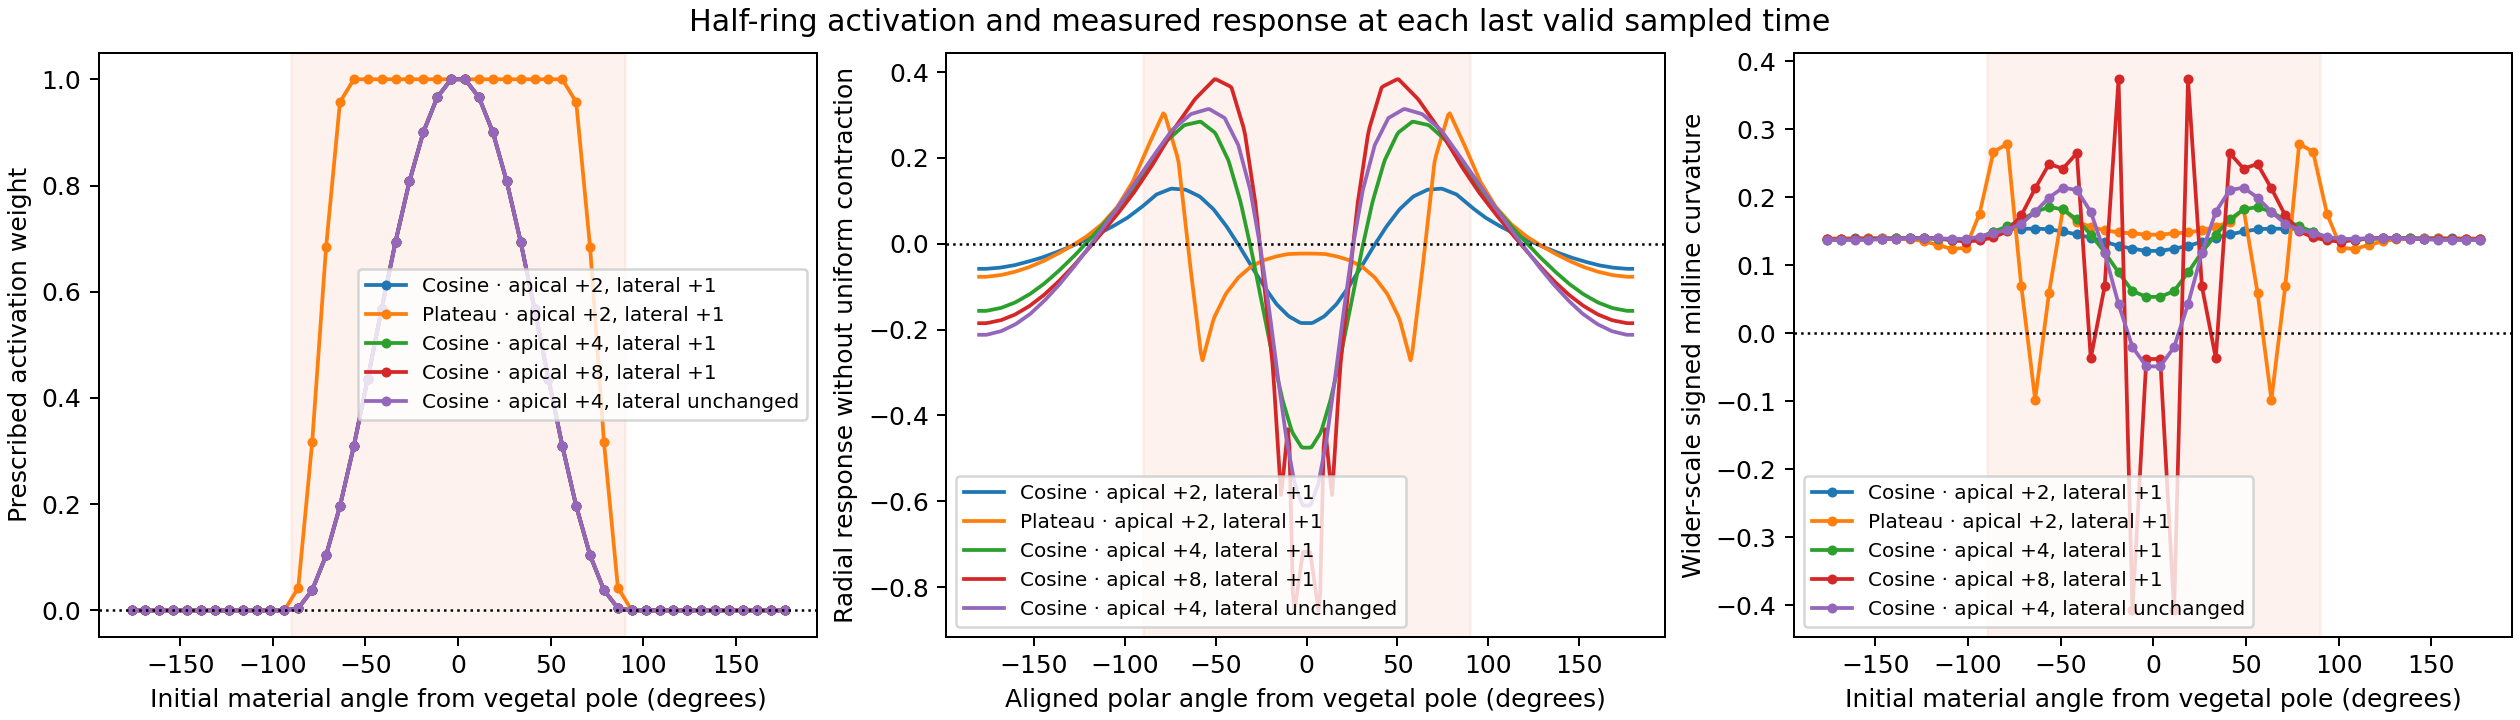 Half-ring activation and measured response at each last valid sampled time
Prescribed activation weight
1.0
0.8
0.6
0.4
0.2
0.0
Cosine · apical +2, lateral +1
Plateau · apical +2, lateral +1
Cosine · apical +4, lateral +1
Cosine · apical +8, lateral +1
Cosine · apical +4, lateral unchanged
−150 −100 −50 0 50 100 150
Initial material angle from vegetal pole (degrees)
Radial response without uniform contraction
0.4
0.2
0.0
−0.2
−0.4
−0.6
−0.8
Cosine · apical +2, lateral +1
Plateau · apical +2, lateral +1
Cosine · apical +4, lateral +1
Cosine · apical +8, lateral +1
Cosine · apical +4, lateral unchanged
−150 −100 −50 0 50 100 150
Aligned polar angle from vegetal pole (degrees)
Wider-scale signed midline curvature
0.4
0.3
0.2
0.1
0.0
−0.1
−0.2
−0.3
−0.4
Cosine · apical +2, lateral +1
Plateau · apical +2, lateral +1
Cosine · apical +4, lateral +1
Cosine · apical +8, lateral +1
Cosine · apical +4, lateral unchanged
−150 −100 −50 0 50 100 150
Initial material angle from vegetal pole (degrees)